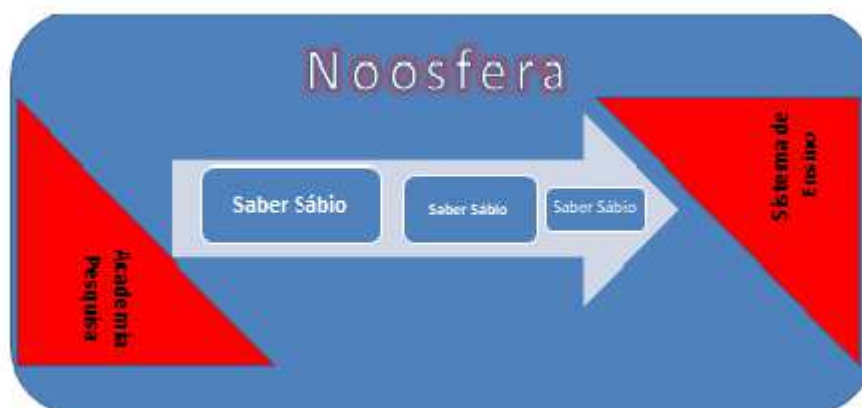 Noosfera
Academia
Pesquisa
Saber Sábio
Saber Sábio
Saber Sábio
Sistema de
Ensino